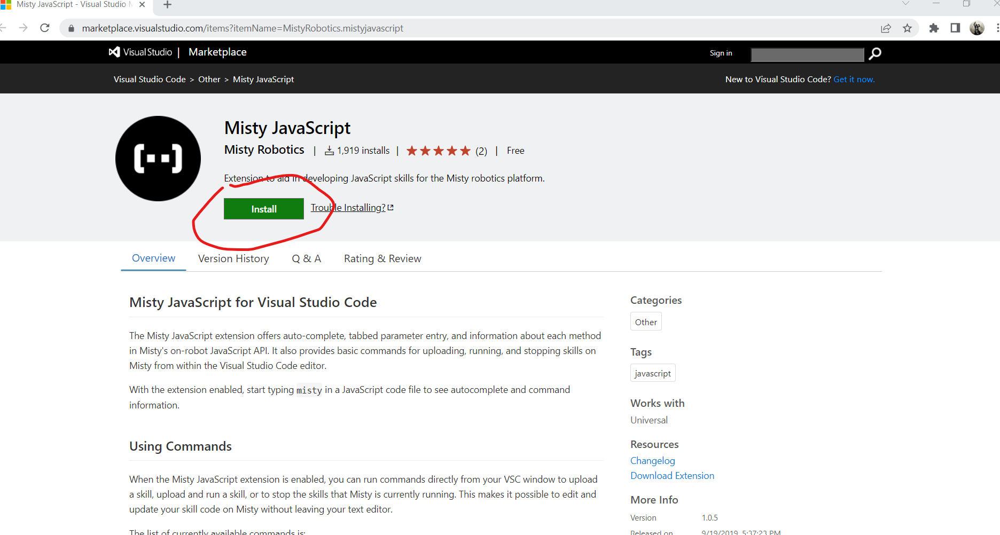 Misty JavaScript - Visual Studio M
marketplace.visualstudio.com/items?itemName=MistyRobotics.mistyjavascript
Visual Studio | Marketplace
Sign in
Visual Studio Code > Other > Misty JavaScript
New to Visual Studio Code? Get it now.
Misty JavaScript
Misty Robotics | 1,919 installs | ★★★★★ (2) | Free
Extension to aid in developing JavaScript skills for the Misty robotics platform.
Install
Trouble Installing?
Overview
Version History
Q & A
Rating & Review
Misty JavaScript for Visual Studio Code
The Misty JavaScript extension offers auto-complete, tabbed parameter entry, and information about each method
in Misty's on-robot JavaScript API. It also provides basic commands for uploading, running, and stopping skills on
Misty from within the Visual Studio Code editor.
With the extension enabled, start typing misty in a JavaScript code file to see autocomplete and command
information.
Using Commands
When the Misty JavaScript extension is enabled, you can run commands directly from your VSC window to upload
a skill, upload and run a skill, or to stop the skills that Misty is currently running. This makes it possible to edit and
update your skill code on Misty without leaving your text editor.
The list of currently available commands is:
Categories
Other
Tags
javascript
Works with
Universal
Resources
Changelog
Download Extension
More Info
Version 1.0.5
Released on 9/19/2019, 5:37:23 PM